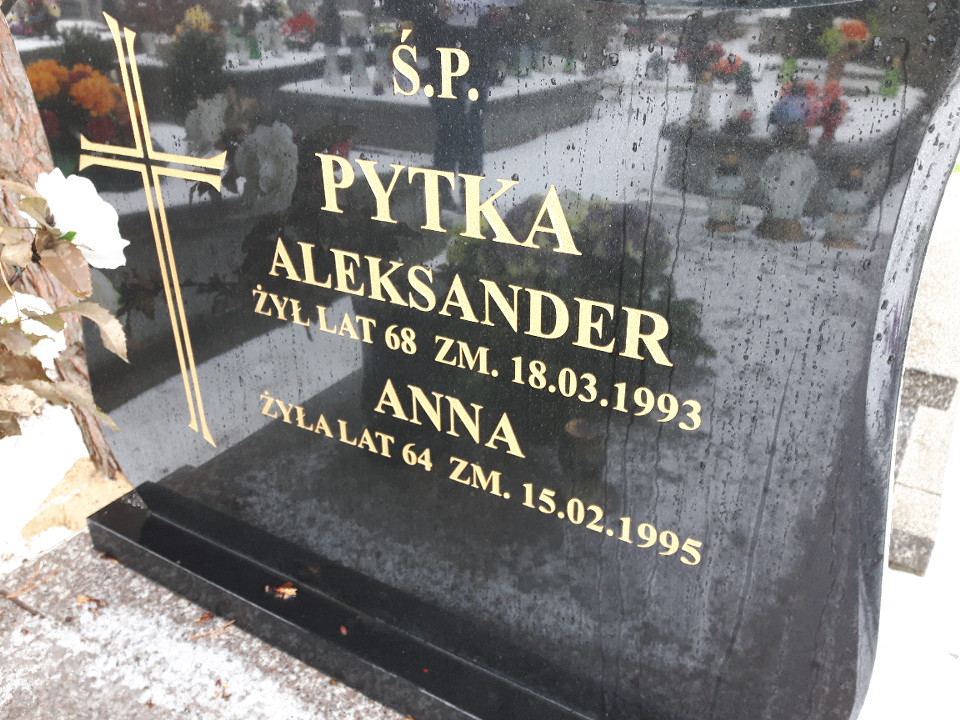 Ś.P.
PYTKA
ALEKSANDER
ŻYŁ LAT 68 ZM. 18.03.1993
ANNA
ŻYŁA LAT 64 ZM. 15.02.1995